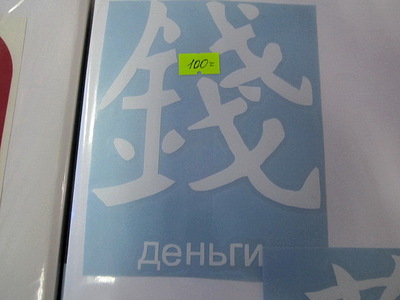 錢
100=
деньги